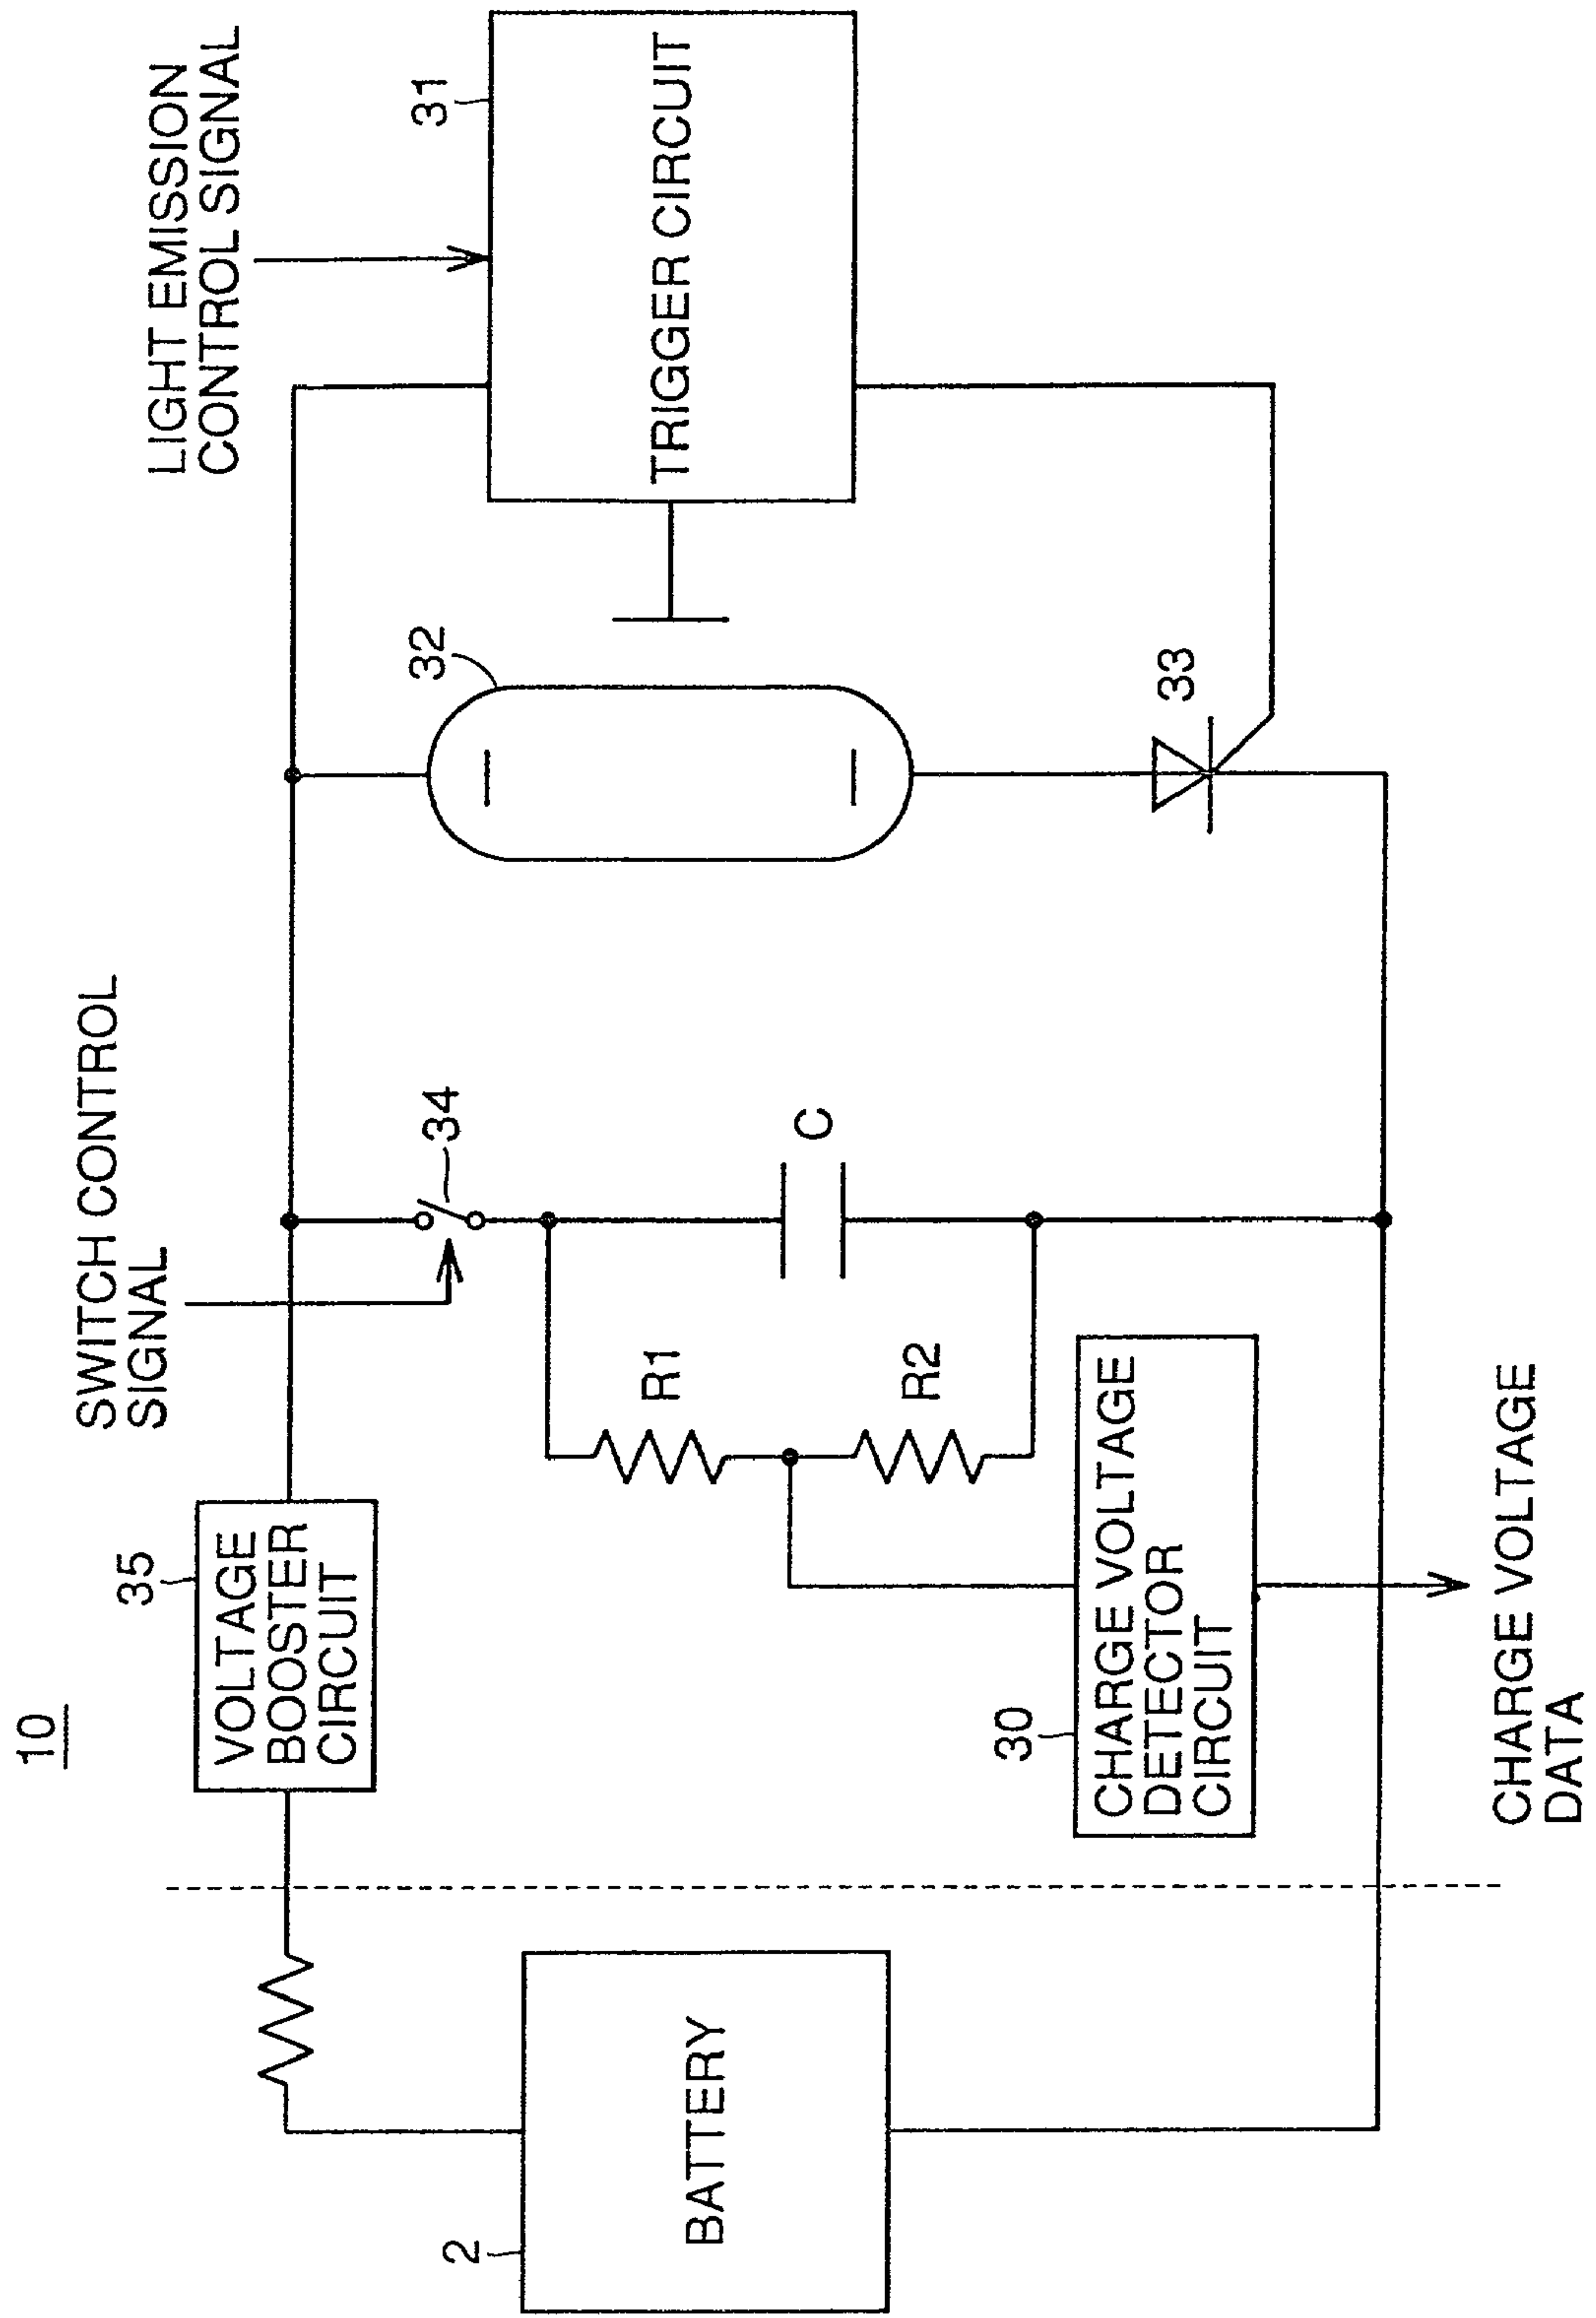 10
35
VOLTAGE
BOOSTER
CIRCUIT
SWITCH CONTROL
SIGNAL
LIGHT EMISSION
CONTROL SIGNAL
34
32
31
2
BATTERY
R1
R2
C
TRIGGER CIRCUIT
30
CHARGE VOLTAGE
DETECTOR
CIRCUIT
33
CHARGE VOLTAGE
DATA